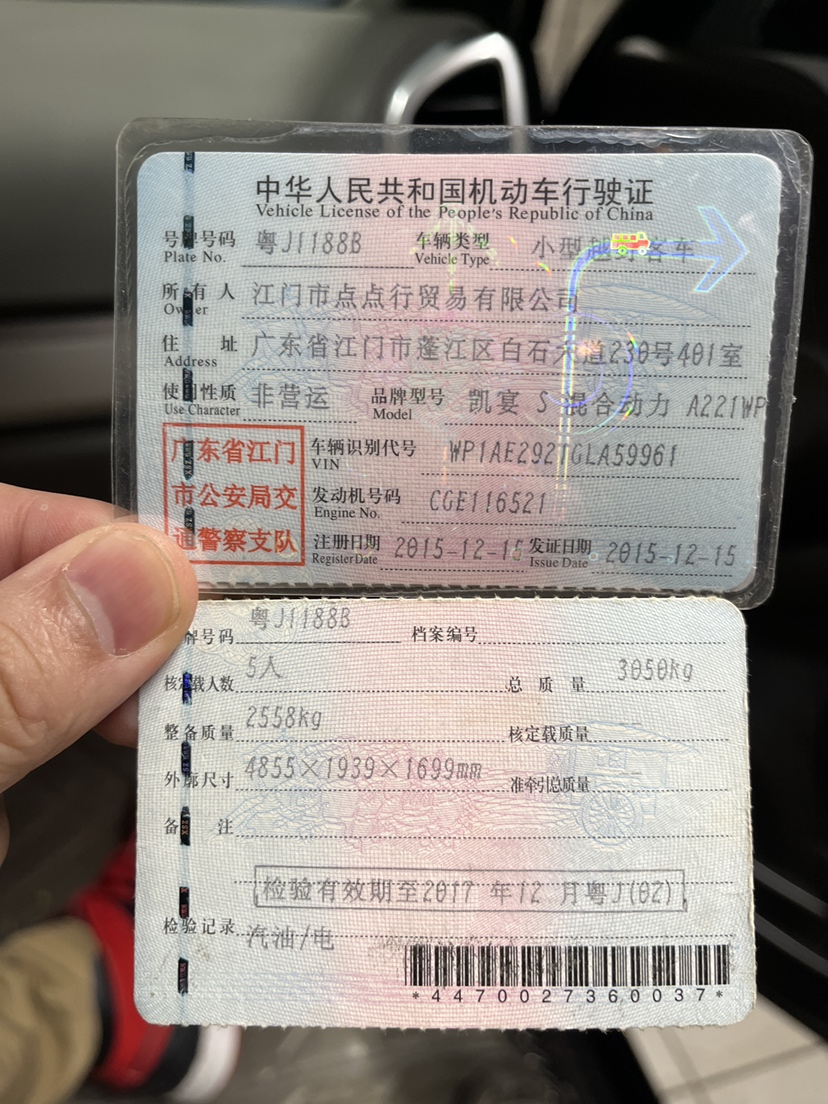 中华人民共和国机动车行驶证
Vehicle License of the People's Republic of China
号牌号码 粤J1188B 车辆类型 小型越野客车
Plate No. Vehicle Type
所有人 江门市点点行贸易有限公司
Owner
住址 广东省江门市蓬江区白石大道230号401室
Address
使用性质 非营运 品牌型号 凯宴 S 混合动力 A221WP
Use Character Model
广东省江门
市公安局交
通警察支队
车辆识别代号 WP1AE292TGLA59961
VIN
发动机号码 CGE116521
Engine No.
注册日期 2015-12-15 发证日期 2015-12-15
Register Date Issue Date
牌号码 粤J1188B 档案编号
核定载人数 5人 总质量 3050kg
整备质量 2558kg 核定载质量 --
外廓尺寸 4855×1939×1699mm 准牵引总质量 --
备注
检验有效期至2017 年12 月粤J(02)
检验记录 汽油/电
*4470027360037*